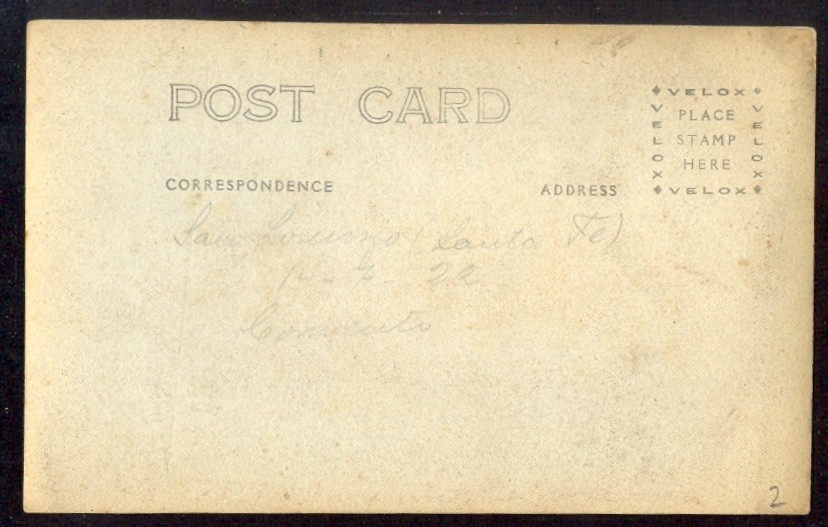 POST CARD
VELOX
VELOX
VELOX
VELOX
PLACE
STAMP
HERE
CORRESPONDENCE
ADDRESS
San Lorenzo (Santa Fe)
14-7-22
Convento
2